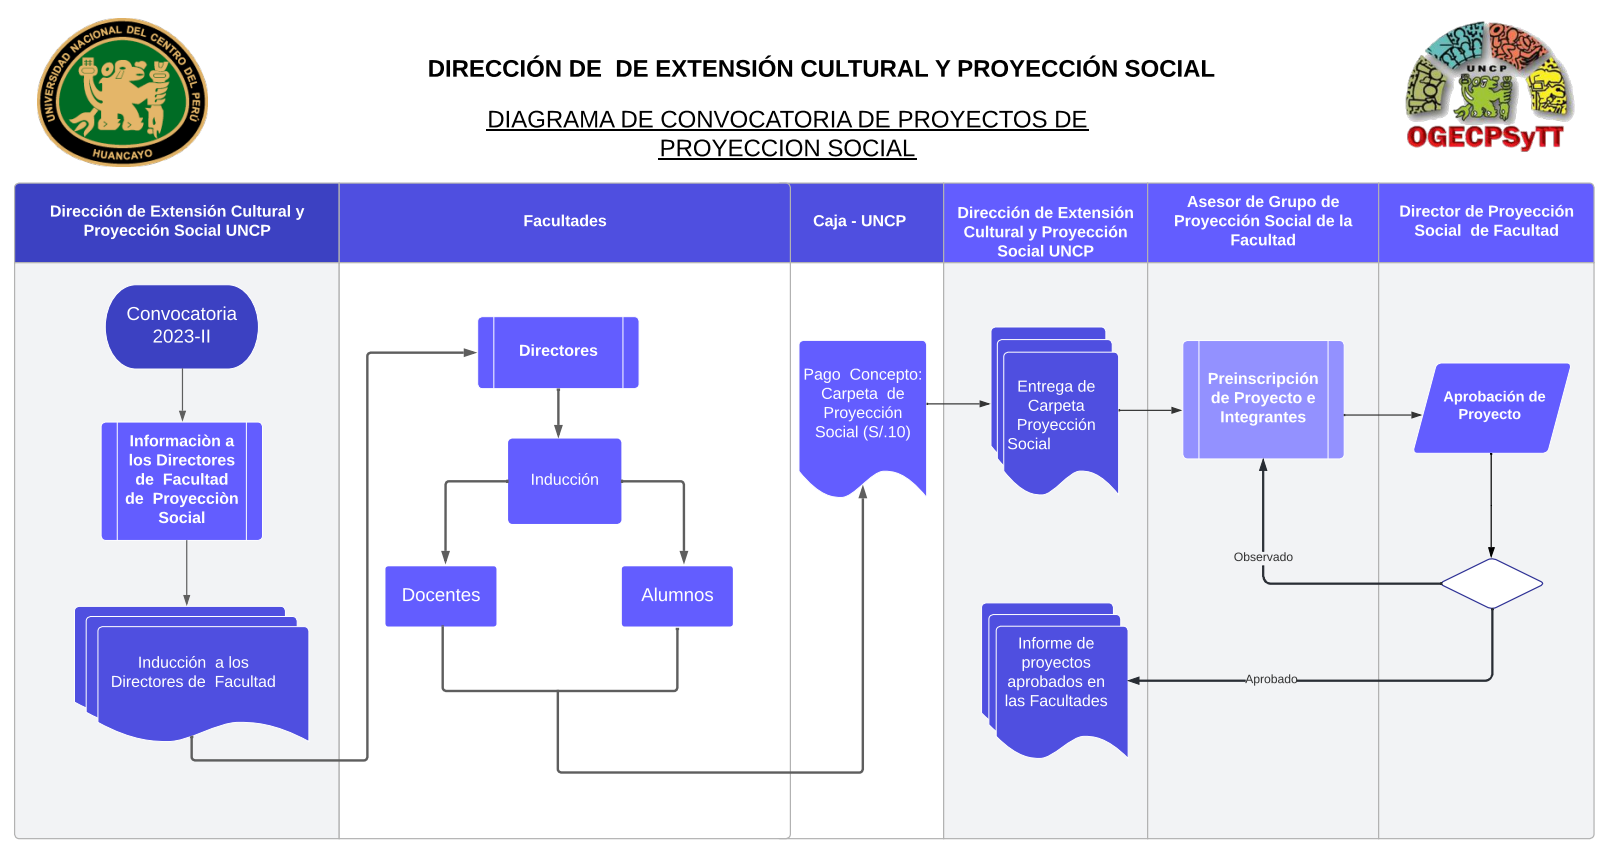 UNIVERSIDAD NACIONAL DEL CENTRO DEL PERÚ
HUANCAYO
DIRECCIÓN DE  DE EXTENSIÓN CULTURAL Y PROYECCIÓN SOCIAL
DIAGRAMA DE CONVOCATORIA DE PROYECTOS DE
PROYECCION SOCIAL
UNCP
OGECPSyTT
Dirección de Extensión Cultural y
Proyección Social UNCP
Facultades
Caja - UNCP
Dirección de Extensión
Cultural y Proyección
Social UNCP
Asesor de Grupo de
Proyección Social de la
Facultad
Director de Proyección
Social  de Facultad
Convocatoria
2023-II
Informaciòn a
los Directores
de  Facultad
de  Proyecciòn
Social
Inducción  a los
Directores de  Facultad
Directores
Inducción
Docentes
Alumnos
Pago  Concepto:
Carpeta  de
Proyección
Social (S/.10)
Entrega de
Carpeta
Proyección
Social
Informe de
proyectos
aprobados en
las Facultades
Preinscripción
de Proyecto e
Integrantes
Observado
Aprobado
Aprobación de
Proyecto